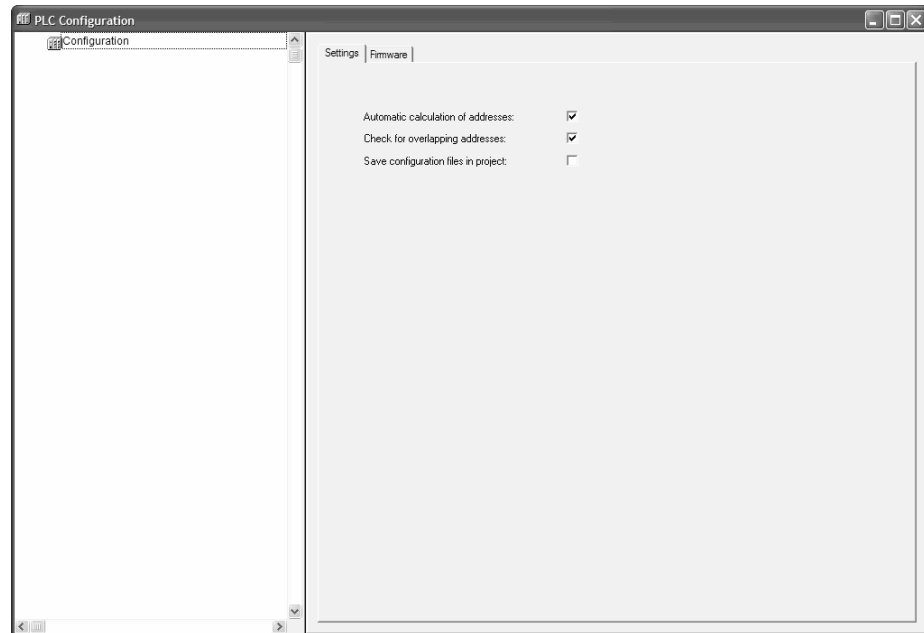 PLC Configuration
Configuration
Settings
Firmware
Automatic calculation of addresses:
Check for overlapping addresses:
Save configuration files in project: